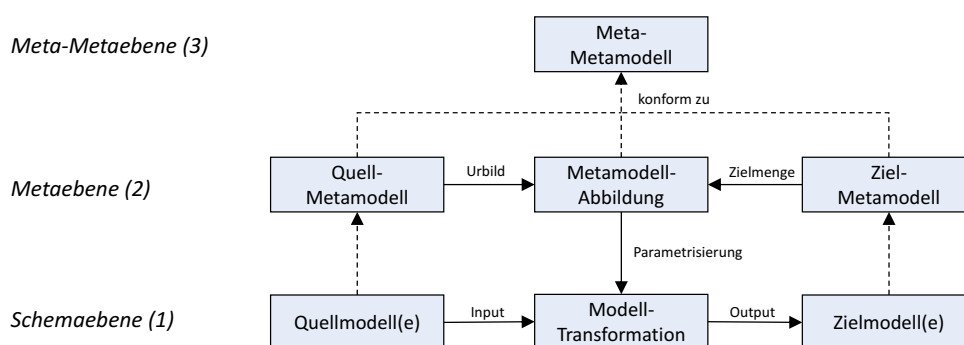 Meta-Metaebene (3)
Meta-
Metamodell
konform zu
Metaebene (2)
Quell-
Metamodell
Urbild
Metamodell-
Abbildung
Zielmenge
Ziel-
Metamodell
Parametrisierung
Schemaebene (1)
Quellmodell(e)
Input
Modell-
Transformation
Output
Zielmodell(e)